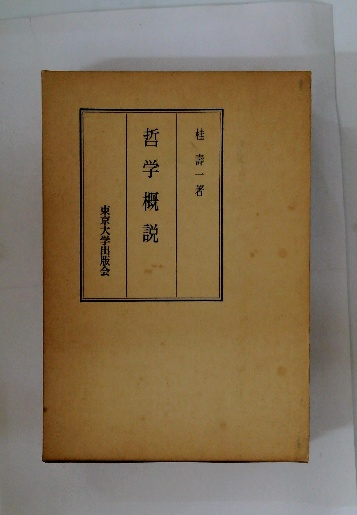 桂 壽一著
哲学概説
東京大学出版会